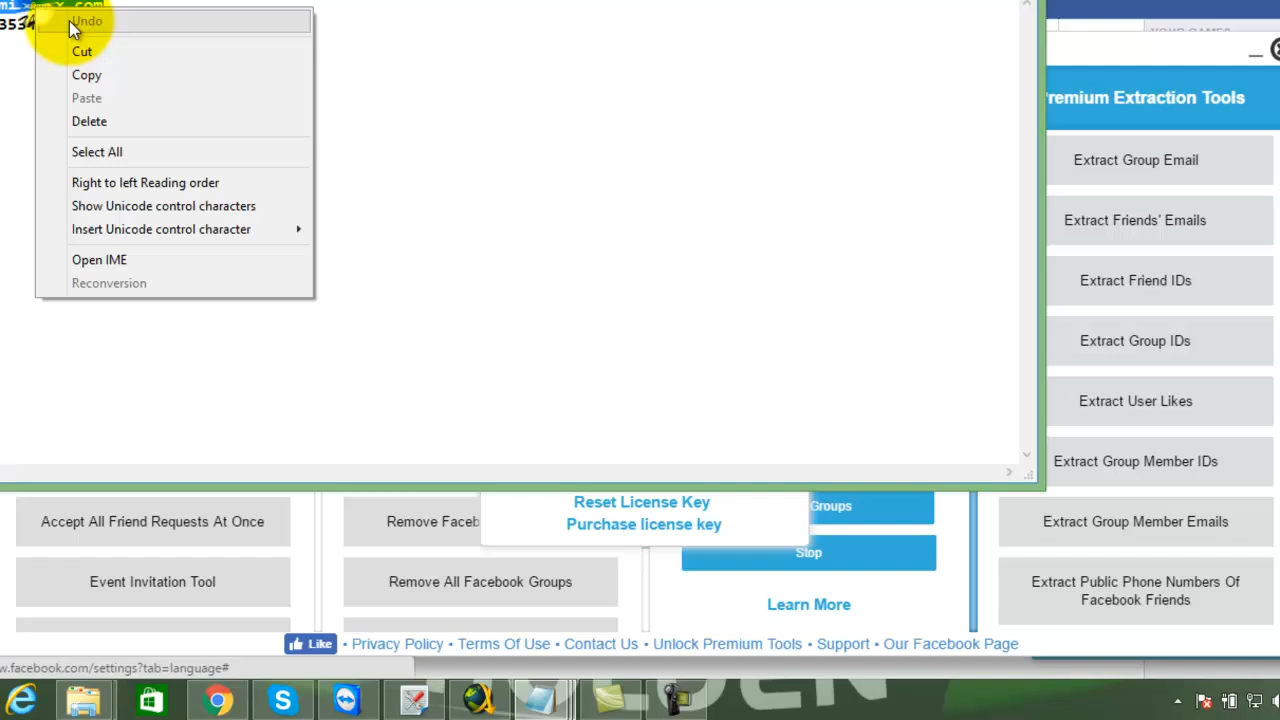 Undo
Cut
Copy
Paste
Delete
Select All
Right to left Reading order
Show Unicode control characters
Insert Unicode control character
Open IME
Reconversion
YOUR GAMES
remium Extraction Tools
Extract Group Email
Extract Friends' Emails
Extract Friend IDs
Extract Group IDs
Extract User Likes
Extract Group Member IDs
Extract Group Member Emails
Extract Public Phone Numbers Of
Facebook Friends
Reset License Key
Purchase license key
Groups
Stop
Learn More
Accept All Friend Requests At Once
Event Invitation Tool
Remove Faceb
Remove All Facebook Groups
Like • Privacy Policy • Terms Of Use • Contact Us • Unlock Premium Tools • Support • Our Facebook Page
w.facebook.com/settings?tab=language#